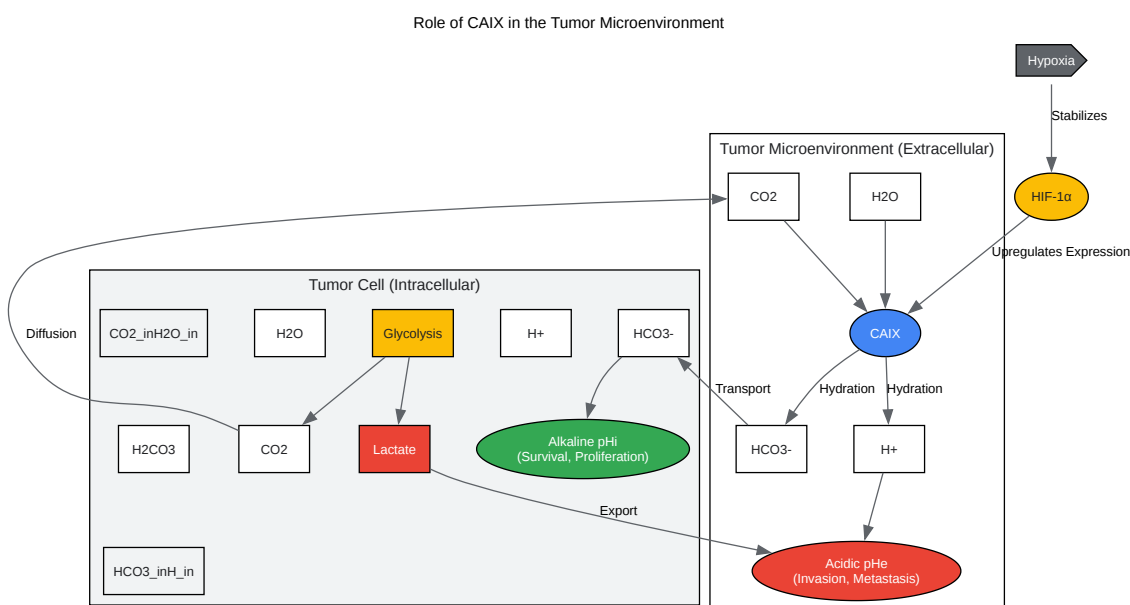 Role of CAIX in the Tumor Microenvironment
Hypoxia
Stabilizes
Tumor Microenvironment (Extracellular)
CO2
H2O
HIF-1α
Upregulates Expression
Tumor Cell (Intracellular)
Diffusion
CO2_inH2O_in
H2O
Glycolysis
H+
HCO3-
CAIX
Transport
Hydration
Hydration
H2CO3
CO2
Lactate
Alkaline pHi
(Survival, Proliferation)
HCO3-
H+
Export
HCO3_inH_in
Acidic pHe
(Invasion, Metastasis)